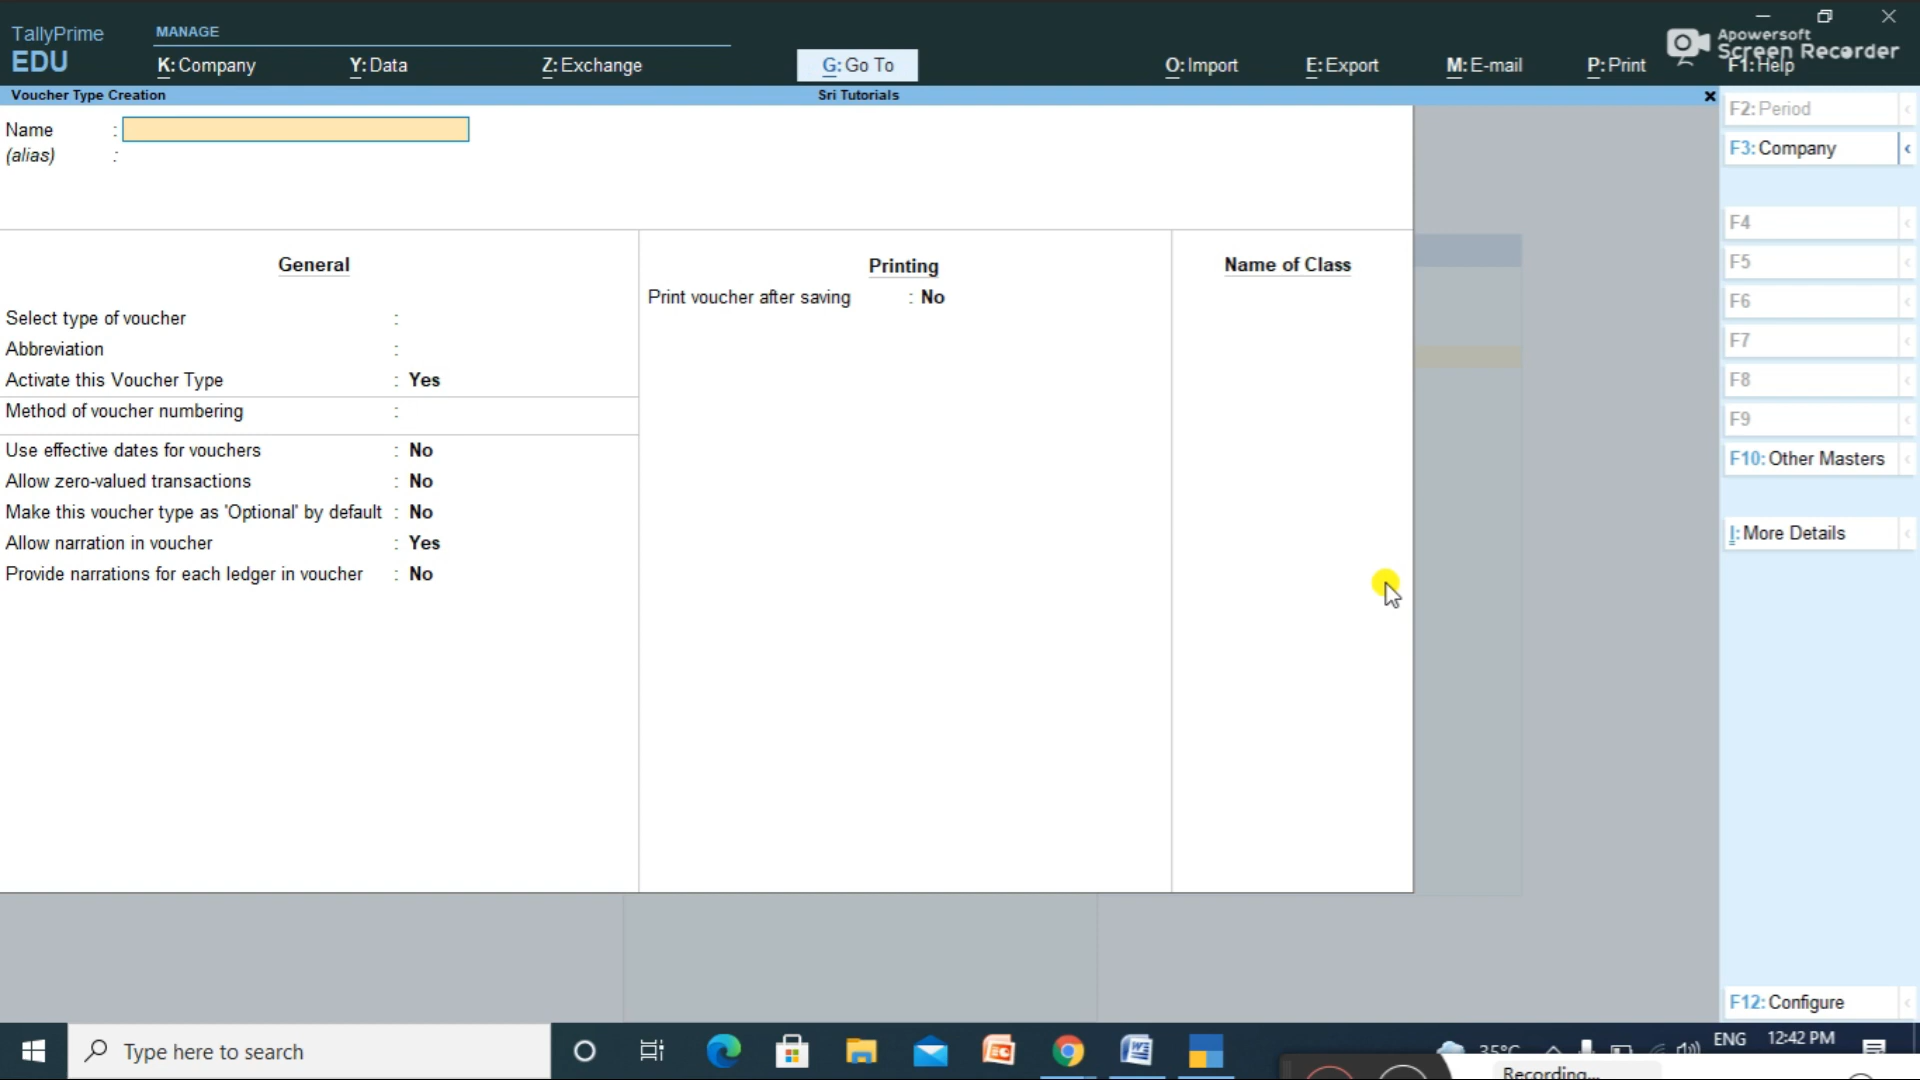 TallyPrime
EDU
MANAGE
K: Company
Y: Data
Z: Exchange
G: Go To
O: Import
E: Export
M: E-mail
P: Print
F1: Help
Apowersoft
Screen Recorder
Voucher Type Creation
Sri Tutorials
Name :
(alias) :
General
Select type of voucher :
Abbreviation :
Activate this Voucher Type : Yes
Method of voucher numbering :
Use effective dates for vouchers : No
Allow zero-valued transactions : No
Make this voucher type as 'Optional' by default : No
Allow narration in voucher : Yes
Provide narrations for each ledger in voucher : No
Printing
Print voucher after saving : No
Name of Class
F2: Period
F3: Company
F4
F5
F6
F7
F8
F9
F10: Other Masters
I: More Details
F12: Configure
Type here to search
35°C
ENG
12:42 PM
Recording...